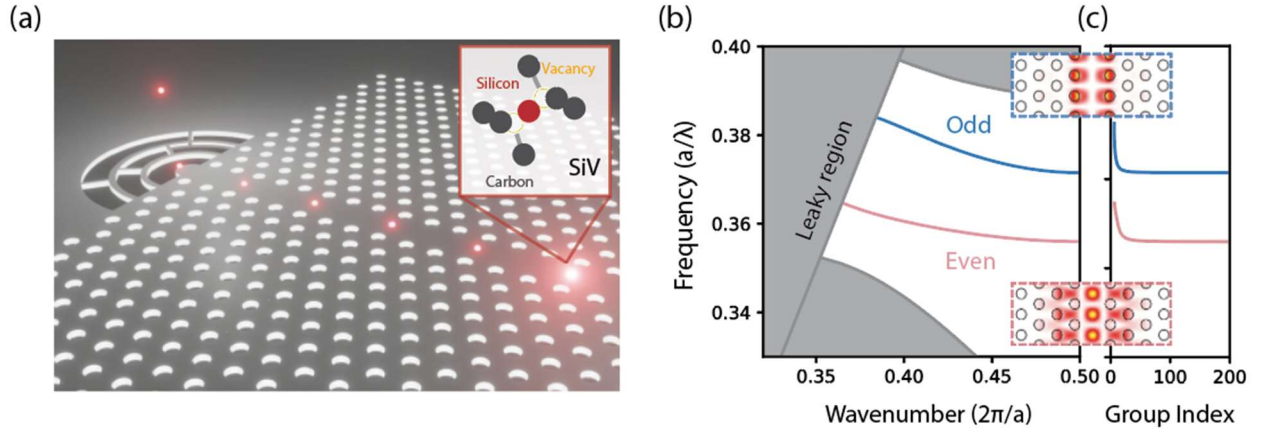 (a)
Silicon
Vacancy
SiV
Carbon
(b)
Frequency (a/λ)
0.40
0.38
0.36
0.34
Leaky region
Odd
Even
0.35
0.40
0.45
0.50
Wavenumber (2π/a)
(c)
0
100
200
Group Index